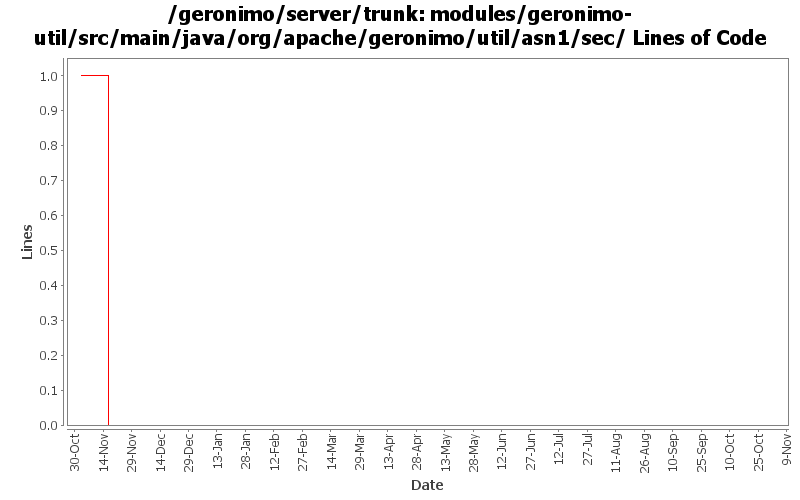 /geronimo/server/trunk: modules/geronimo-
util/src/main/java/org/apache/geronimo/util/asn1/sec/ Lines of Code
Lines
1.0
0.9
0.8
0.7
0.6
0.5
0.4
0.3
0.2
0.1
0.0
30-Oct
14-Nov
29-Nov
14-Dec
29-Dec
13-Jan
28-Jan
12-Feb
27-Feb
14-Mar
29-Mar
13-Apr
28-Apr
13-May
28-May
12-Jun
27-Jun
12-Jul
27-Jul
11-Aug
26-Aug
10-Sep
25-Sep
10-Oct
25-Oct
9-Nov
Date